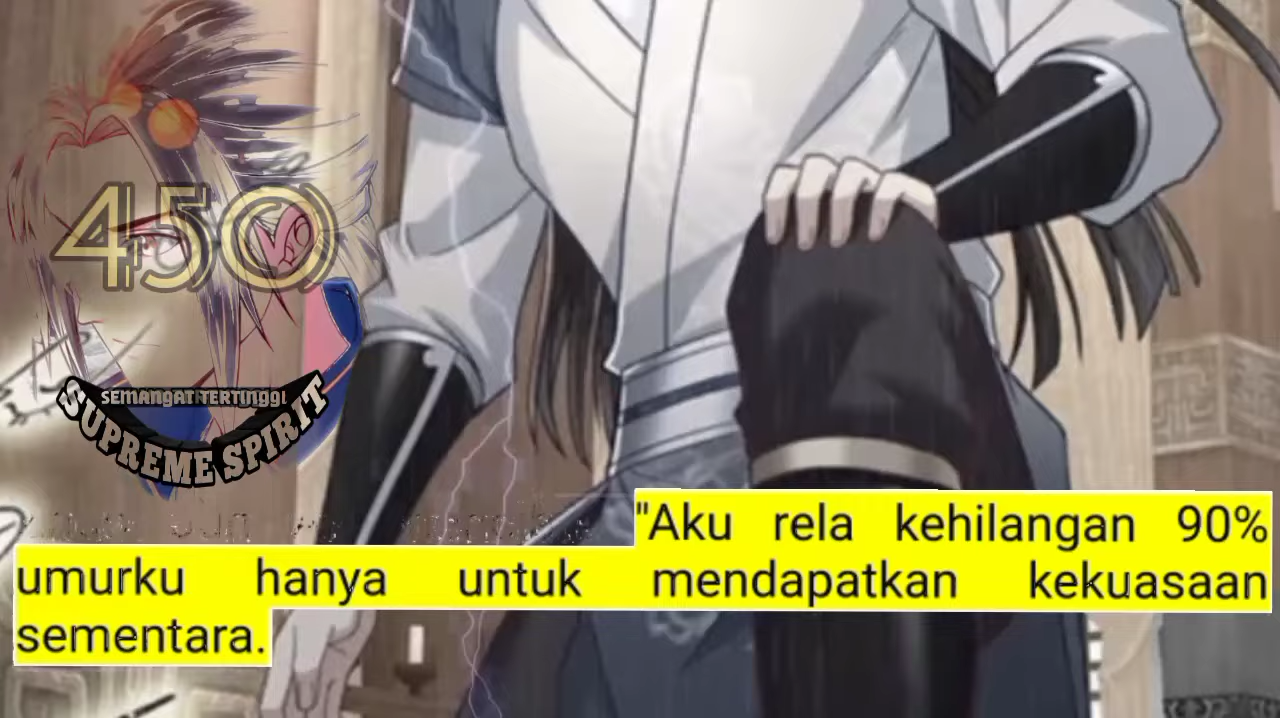 450
SEMANGAT TERTINGGI
SUPREME SPIRIT
"Aku rela kehilangan 90%
umurku hanya untuk mendapatkan kekuasaan
sementara.